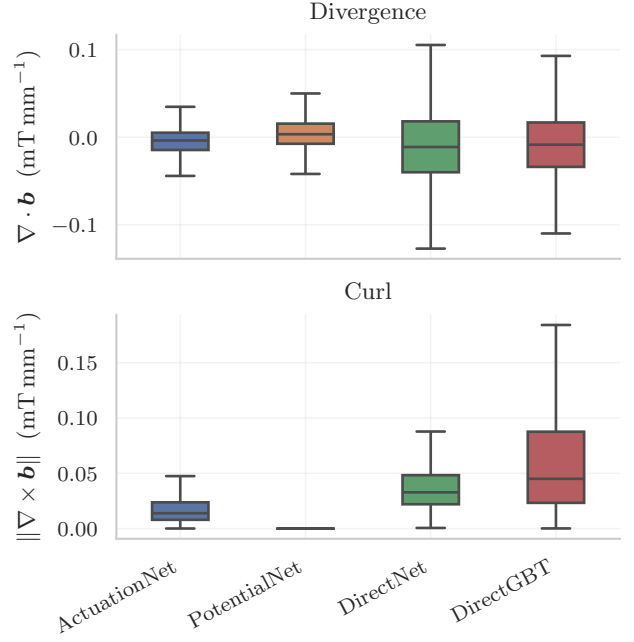 Divergence
∇ · b (mT mm⁻¹)
0.1
0.0
−0.1
Curl
‖∇ × b‖ (mT mm⁻¹)
0.15
0.10
0.05
0.00
ActuationNet
PotentialNet
DirectNet
DirectGBT